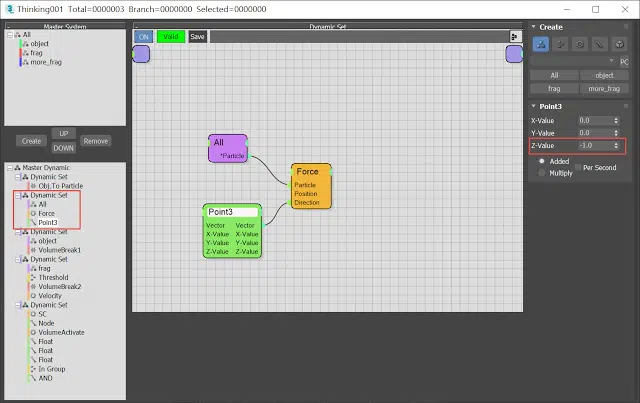 Thinking001 Total=0000003 Branch=0000000 Selected=0000000
Master System
All
object
frag
more_frag
Create
UP
DOWN
Remove
Master Dynamic
Dynamic Set
Obj.To Particle
Dynamic Set
All
Force
Point3
Dynamic Set
object
VolumeBreak1
Dynamic Set
frag
Threshold
VolumeBreak2
Velocity
Dynamic Set
SC
Node
VolumeActivate
Float
Float
Float
In Group
AND
Dynamic Set
ON
Valid
Save
All
*Particle
Force
Particle
Position
Direction
Point3
Vector Vector
X-Value X-Value
Y-Value Y-Value
Z-Value Z-Value
Create
PC
All object
frag more_frag
Point3
X-Value 0.0
Y-Value 0.0
Z-Value -1.0
Added
Per Second
Multiply